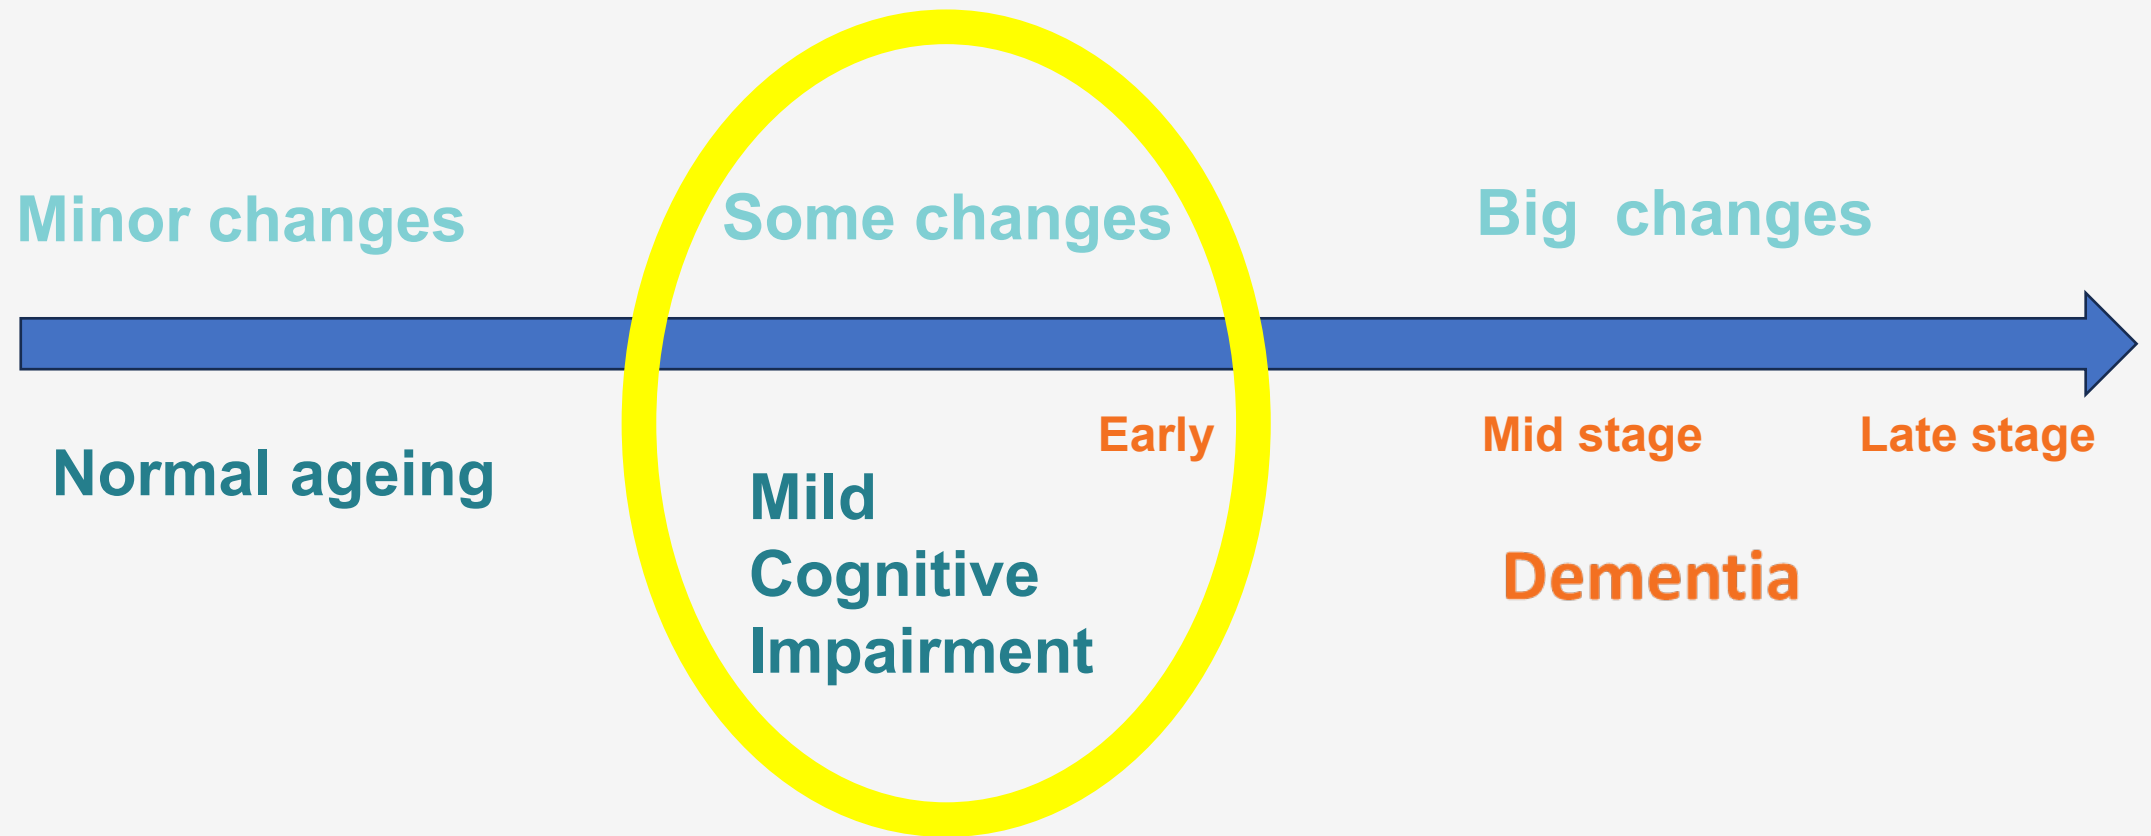 Minor changes
Some changes
Big  changes
Early
Mid stage
Late stage
Normal ageing
Mild
Cognitive
Impairment
Dementia